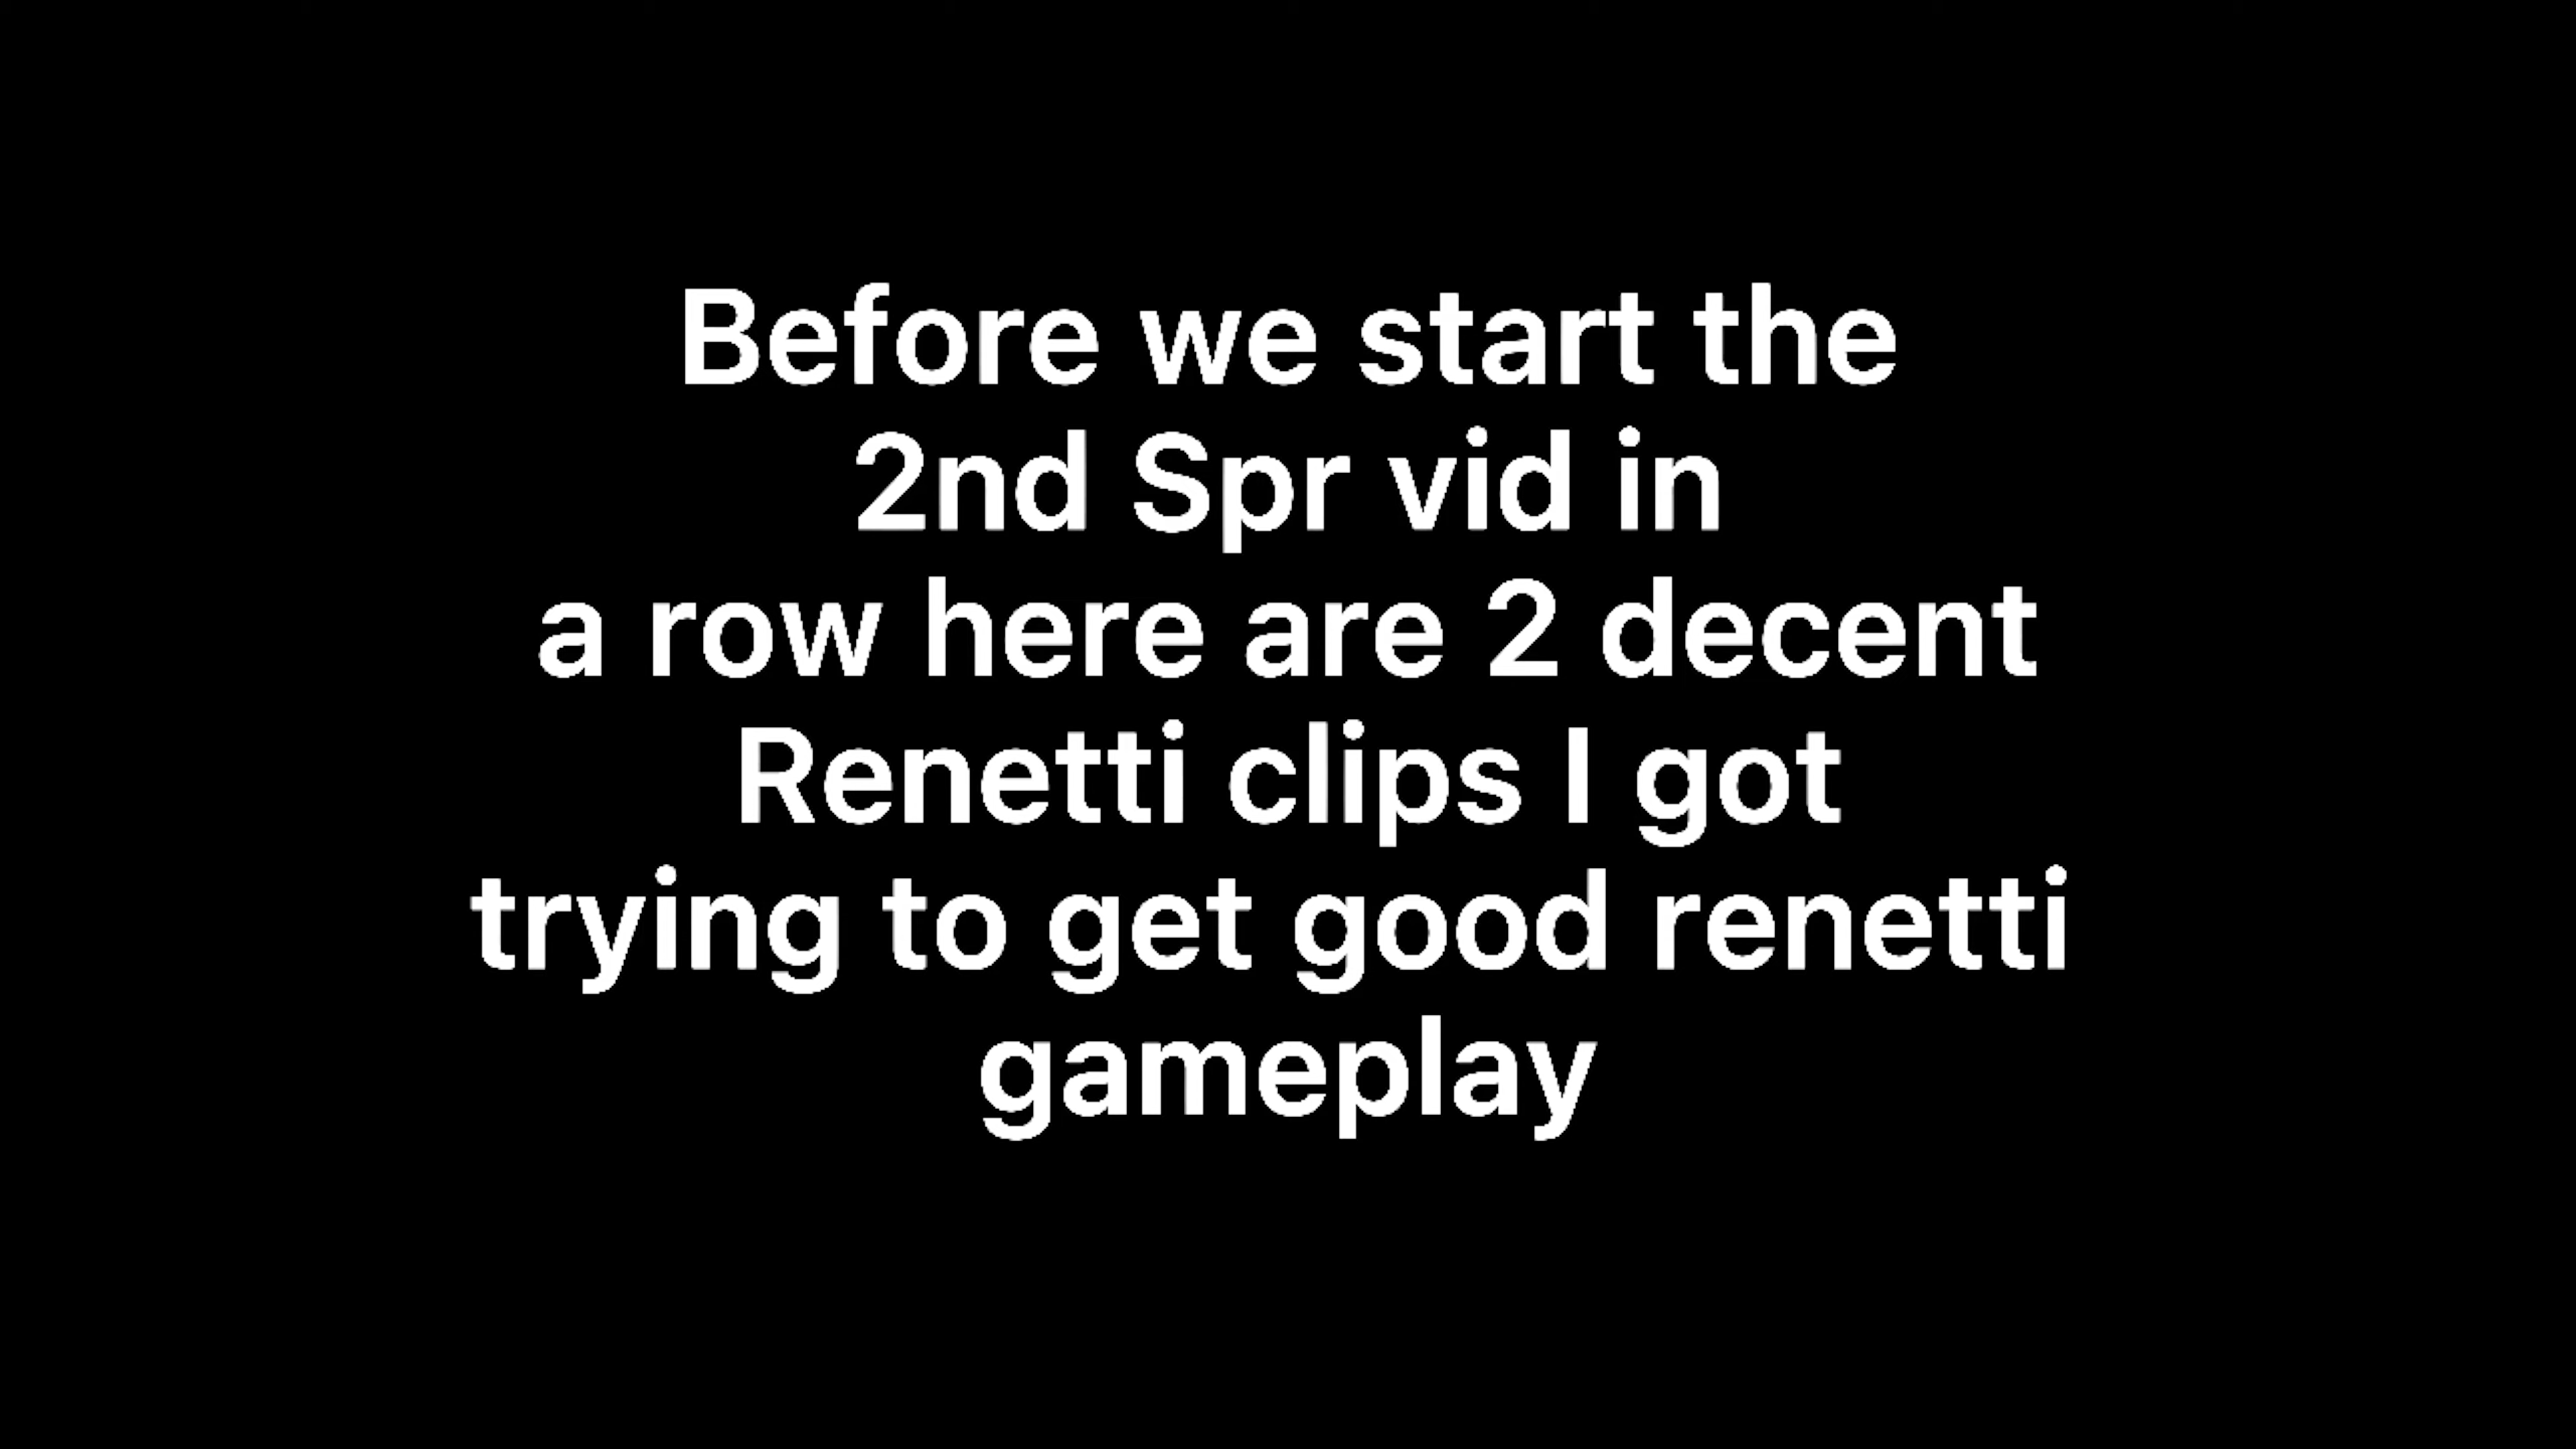 Before we start the
2nd Spr vid in
a row here are 2 decent
Renetti clips I got
trying to get good renetti
gameplay